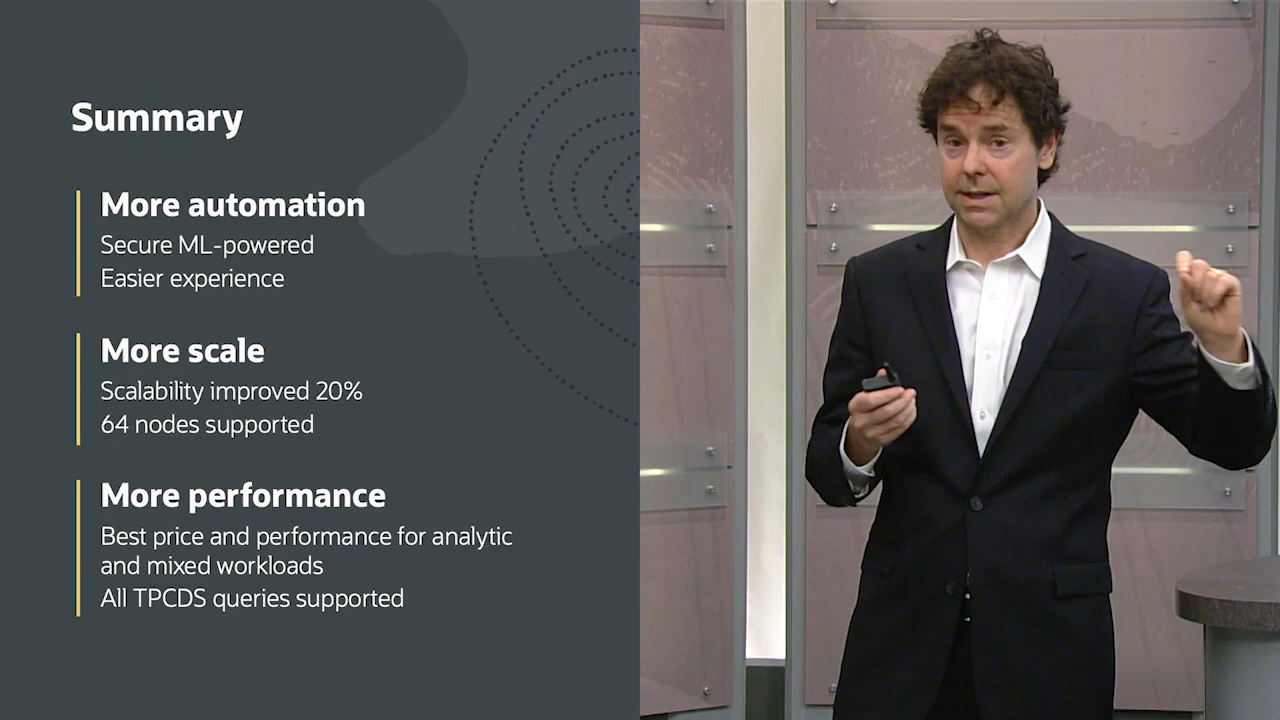 Summary
More automation
Secure ML-powered
Easier experience
More scale
Scalability improved 20%
64 nodes supported
More performance
Best price and performance for analytic
and mixed workloads
All TPCDS queries supported